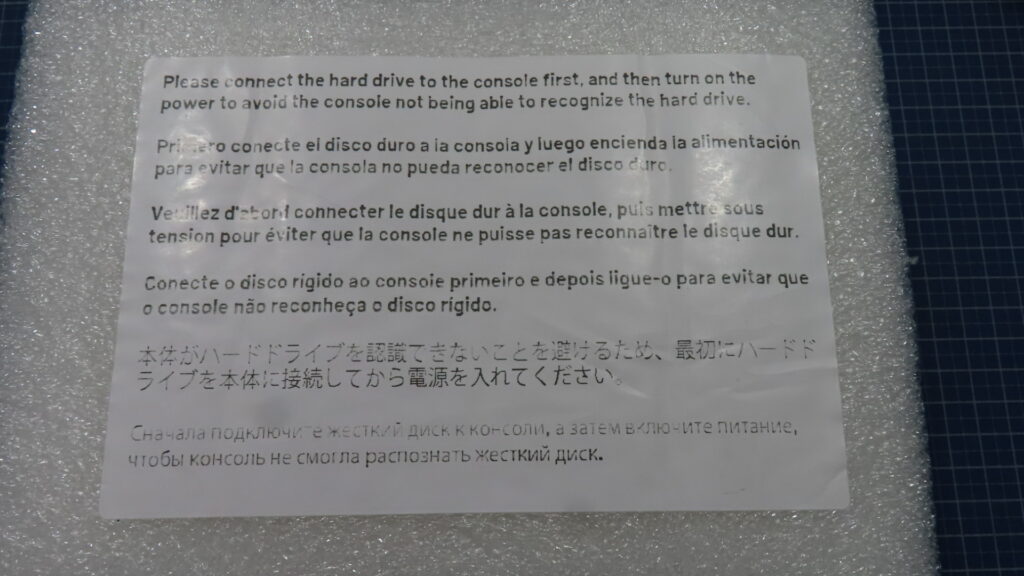 Please connect the hard drive to the console first, and then turn on the
power to avoid the console not being able to recognize the hard drive.
Primero conecte el disco duro a la consola y luego encienda la alimentación
para evitar que la consola no pueda reconocer el disco duro.
Veuillez d'abord connecter le disque dur à la console, puis mettre sous
tension pour éviter que la console ne puisse pas reconnaître le disque dur.
Conecte o disco rígido ao console primeiro e depois ligue-o para evitar que
o console não reconheça o disco rígido.
本体がハードドライブを認識できないことを避けるため、最初にハードド
ライブを本体に接続してから電源を入れてください。
Сначала подключите жесткий диск к консоли, а затем включите питание,
чтобы консоль не смогла распознать жесткий диск.